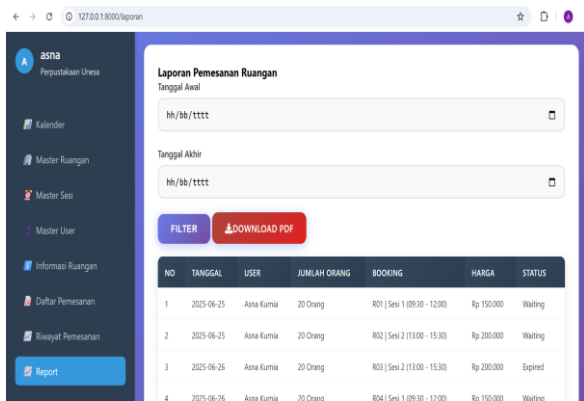 127.0.0.1:8000/laporan
A
A
asna
Perpustakaan Unesa
Kalender
Master Ruangan
Master Sesi
Master User
Informasi Ruangan
Daftar Pemesanan
Riwayat Pemesanan
Report
Laporan Pemesanan Ruangan
Tanggal Awal
hh/bb/tttt
Tanggal Akhir
hh/bb/tttt
FILTER DOWNLOAD PDF
NO TANGGAL USER JUMLAH ORANG BOOKING HARGA STATUS
1 2025-06-25 Asna Kurnia 20 Orang R01 | Sesi 1 (09:30 - 12:00) Rp 150.000 Waiting
2 2025-06-25 Asna Kurnia 20 Orang R02 | Sesi 2 (13:00 - 15:30) Rp 200.000 Waiting
3 2025-06-26 Asna Kurnia 20 Orang R03 | Sesi 2 (13:00 - 15:30) Rp 200.000 Expired
4 2025-06-26 Asna Kurnia 20 Orang R04 | Sesi 1 (09:30 - 12:00) Rp 150.000 Waiting